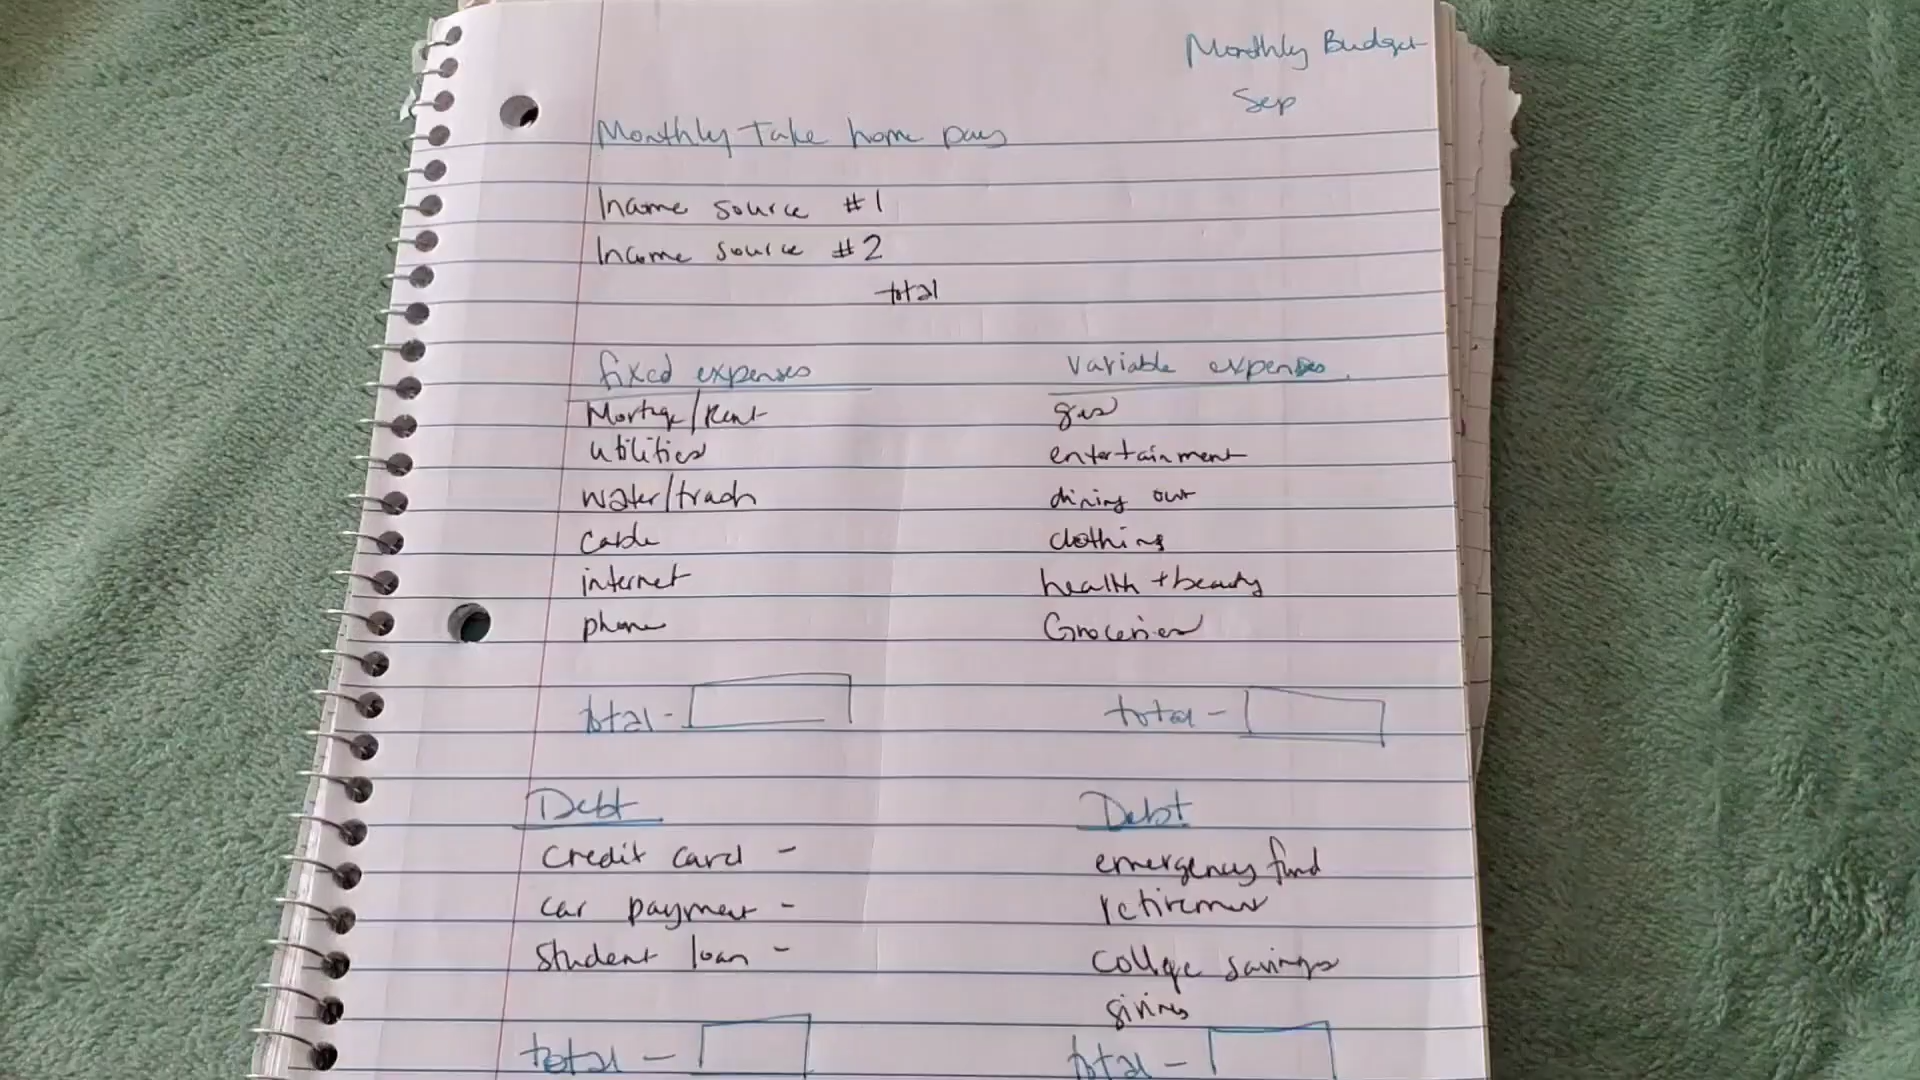 Monthly Budget
Sep
Monthly Take home pay
Income source #1
Income source #2
total
fixed expenses
Mortgage/Rent
utilities
water/trash
cable
internet
phone
total -
variable expenses
gas
entertainment
dining out
clothing
health + beauty
Groceries
total -
Debt
credit card -
car payment -
student loan -
total -
Debt
emergency fund
retirement
college savings
giving
total -